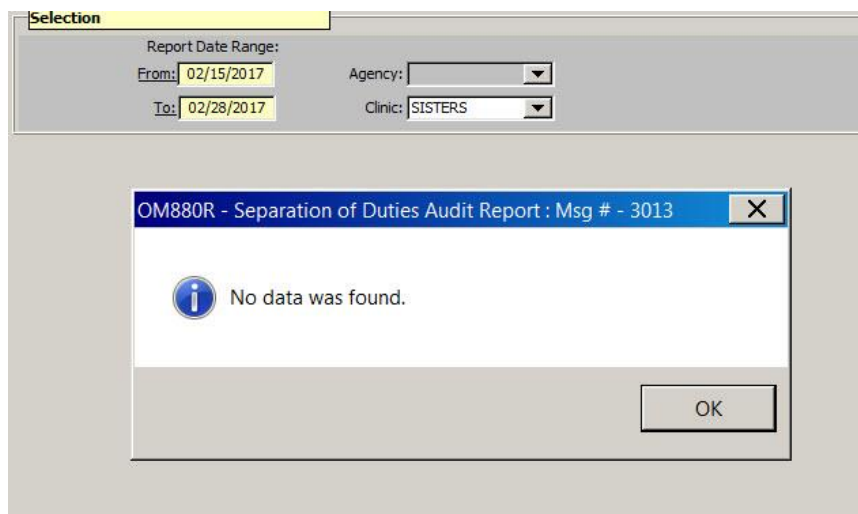 Selection
Report Date Range:
From: 02/15/2017 Agency:
To: 02/28/2017 Clinic: SISTERS
OM880R - Separation of Duties Audit Report : Msg # - 3013
No data was found.
OK